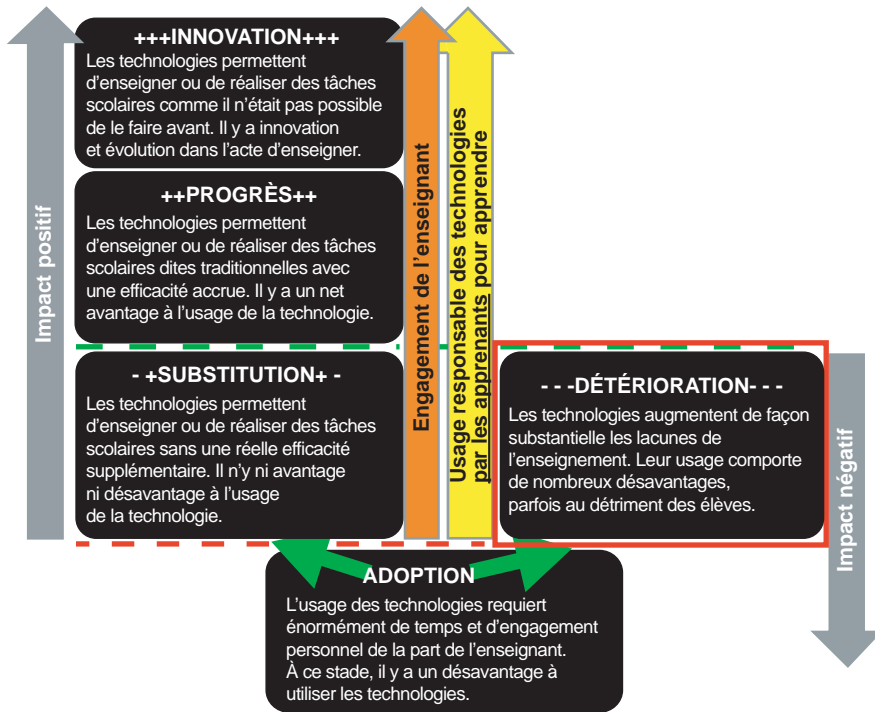 +++INNOVATION+++
Les technologies permettent
d'enseigner ou de réaliser des tâches
scolaires comme il n'était pas possible
de le faire avant. Il y a innovation
et évolution dans l'acte d'enseigner.
++PROGRÈS++
Les technologies permettent
d'enseigner ou de réaliser des tâches
scolaires dites traditionnelles avec
une efficacité accrue. Il y a un net
avantage à l'usage de la technologie.
- +SUBSTITUTION+ -
Les technologies permettent
d'enseigner ou de réaliser des tâches
scolaires sans une réelle efficacité
supplémentaire. Il n'y ni avantage
ni désavantage à l'usage
de la technologie.
Impact positif
Engagement de l'enseignant
Usage responsable des technologies
par les apprenants pour apprendre
- - -DÉTÉRIORATION- - -
Les technologies augmentent de façon
substantielle les lacunes de
l'enseignement. Leur usage comporte
de nombreux désavantages,
parfois au détriment des élèves.
Impact négatif
ADOPTION
L'usage des technologies requiert
énormément de temps et d'engagement
personnel de la part de l'enseignant.
À ce stade, il y a un désavantage à
utiliser les technologies.